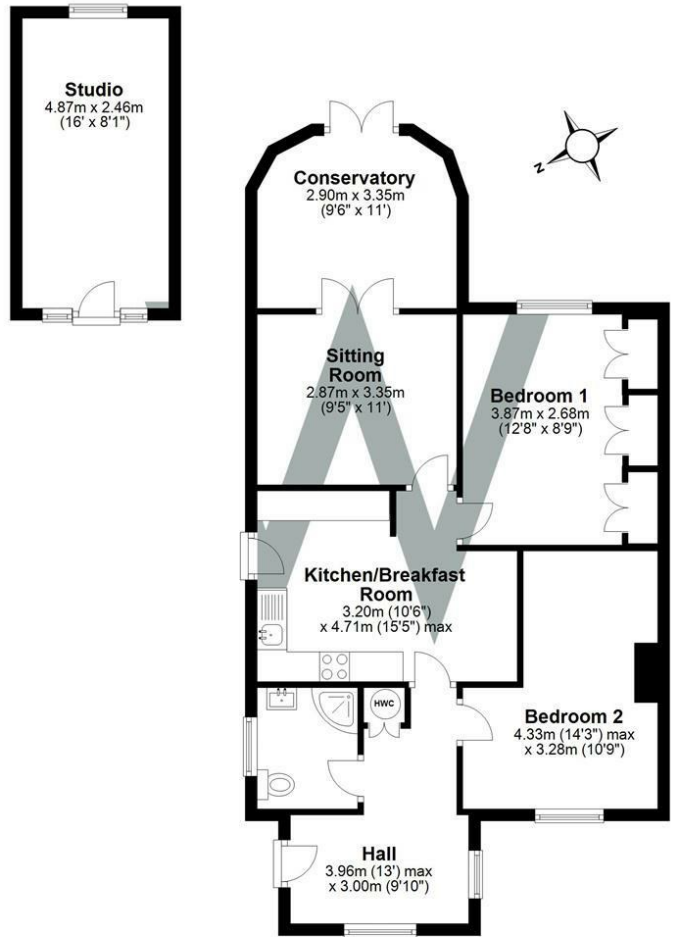 Studio
4.87m x 2.46m
(16' x 8'1")
Conservatory
2.90m x 3.35m
(9'6" x 11')
N
Sitting
Room
2.87m x 3.35m
(9'5" x 11')
Bedroom 1
3.87m x 2.68m
(12'8" x 8'9")
Kitchen/Breakfast
Room
3.20m (10'6")
x 4.71m (15'5") max
HWC
Bedroom 2
4.33m (14'3") max
x 3.28m (10'9")
Hall
3.96m (13') max
x 3.00m (9'10")